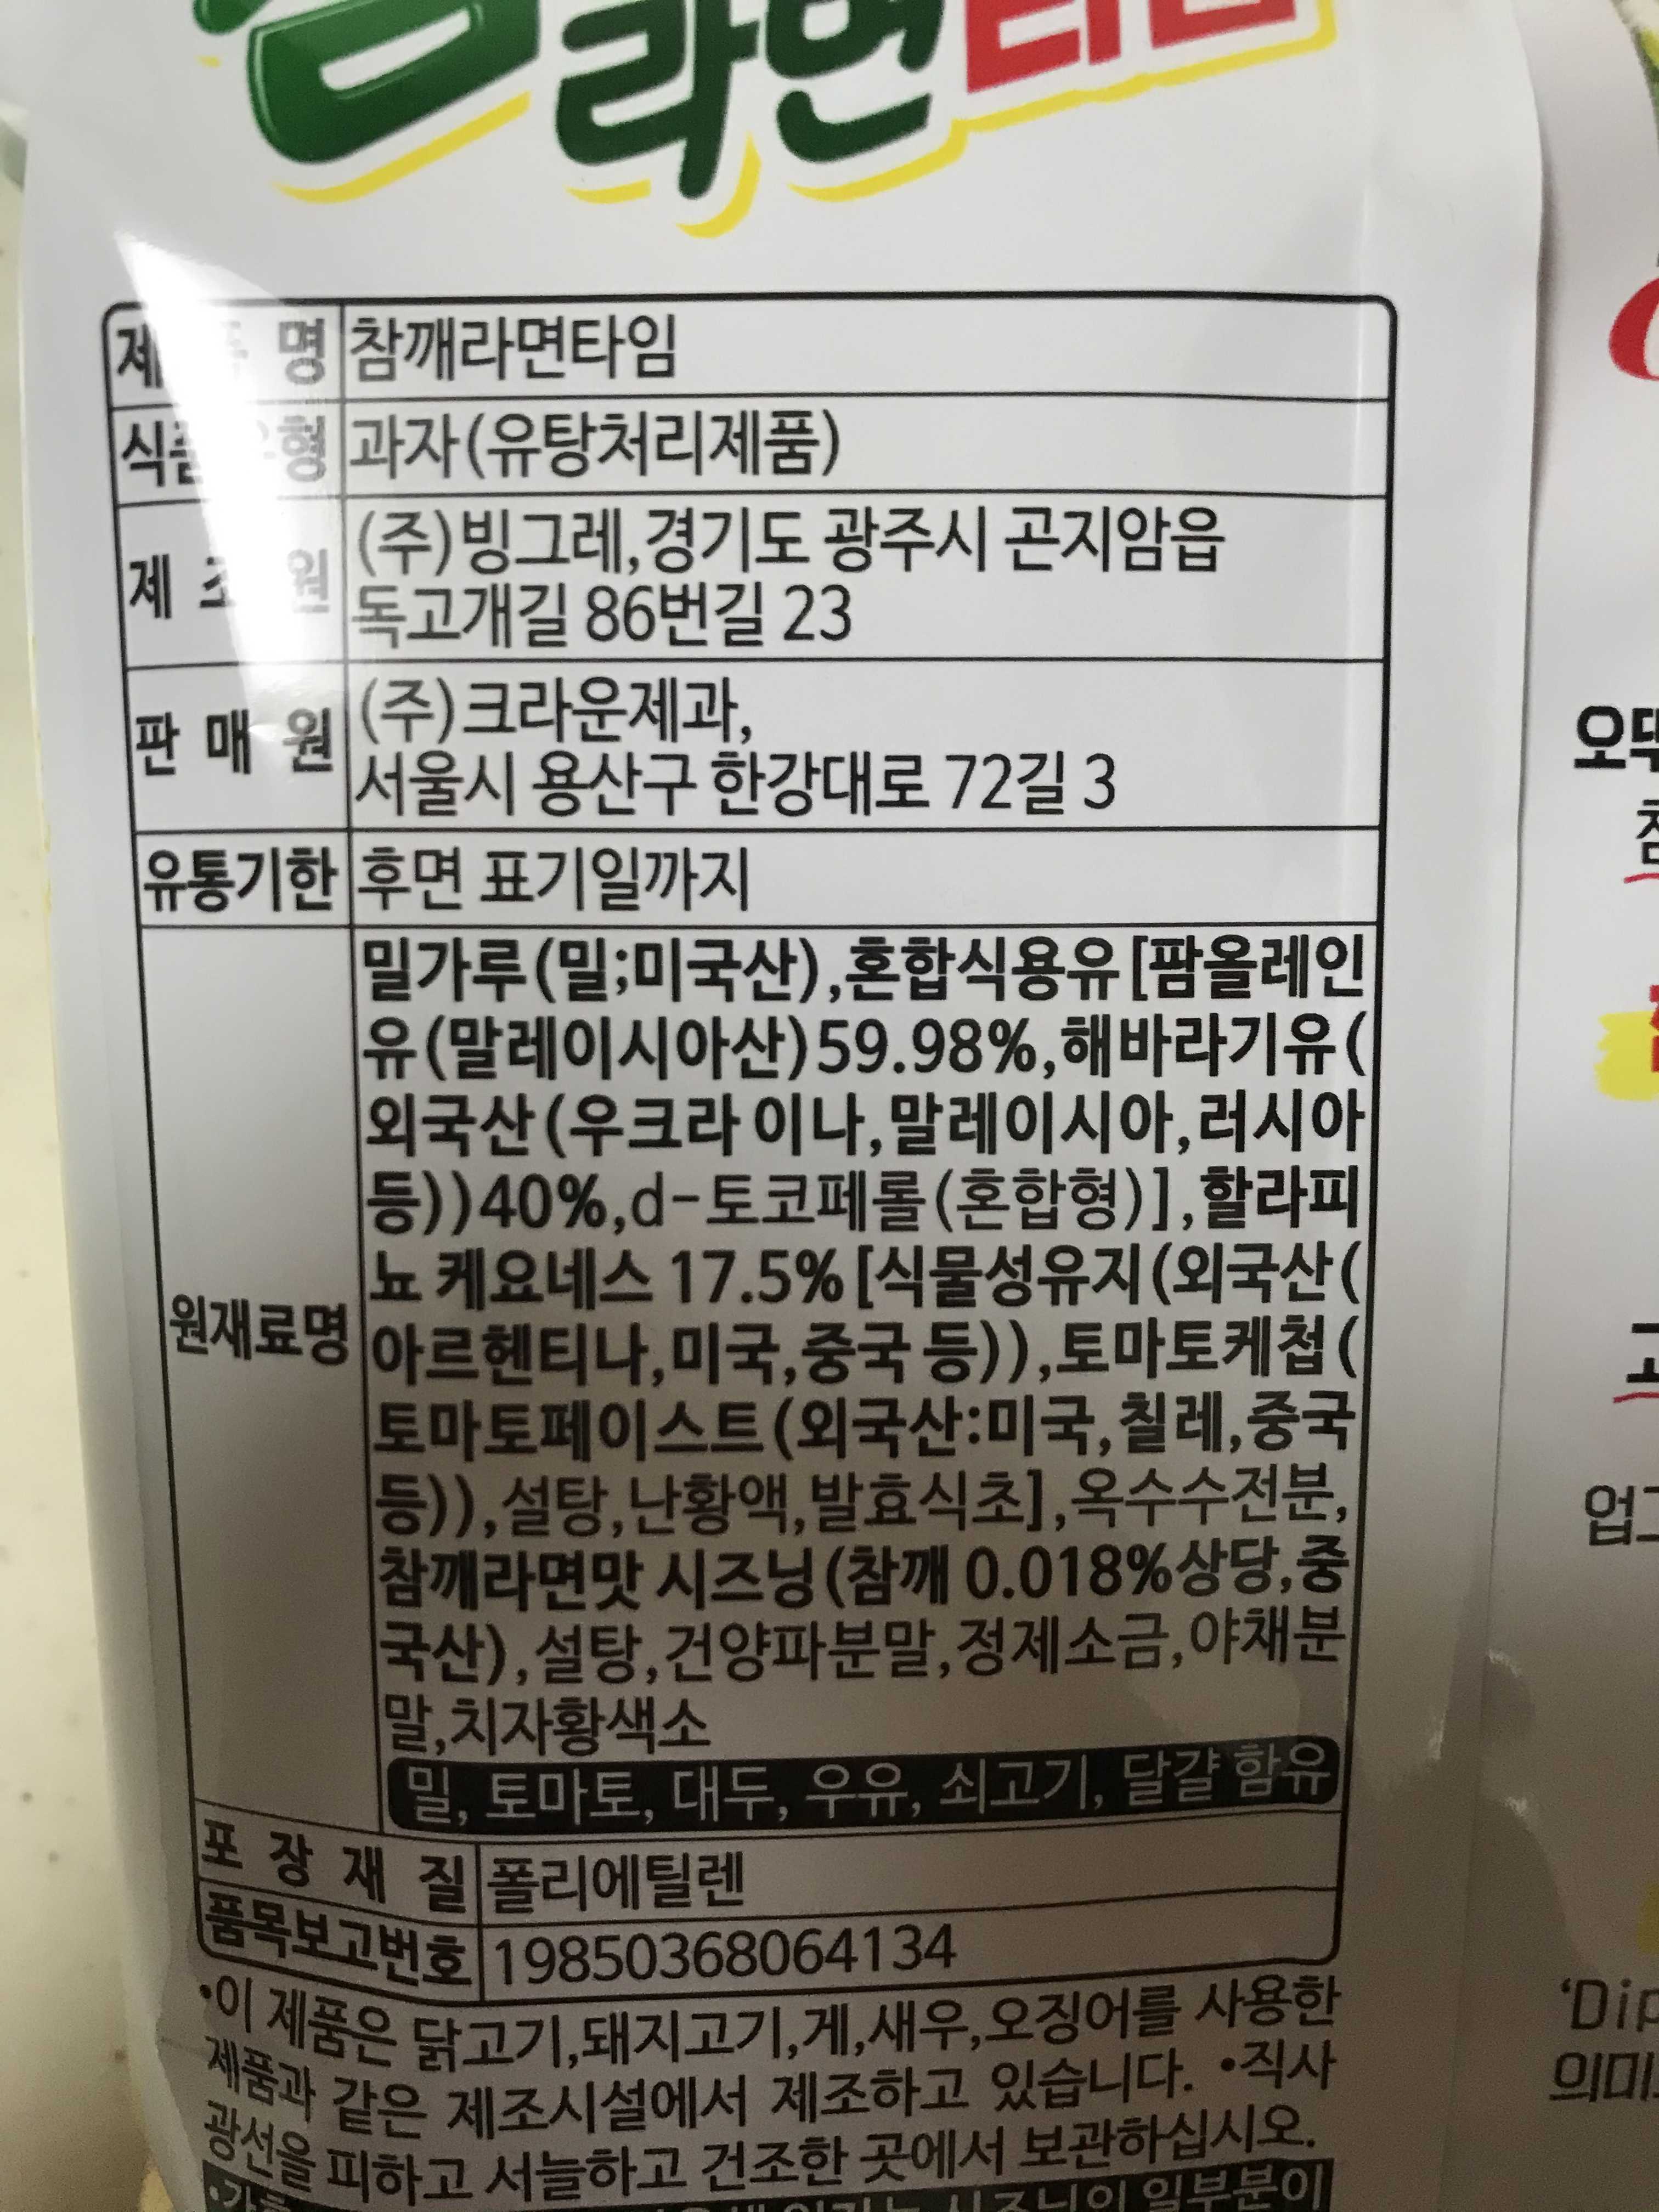 라면타임
제품명 참깨라면타임
식품유형 과자(유탕처리제품)
제조원 (주)빙그레,경기도 광주시 곤지암읍
독고개길 86번길 23
판매원 (주)크라운제과,
서울시 용산구 한강대로 72길 3
유통기한 후면 표기일까지
원재료명 밀가루(밀;미국산),혼합식용유[팜올레인
유(말레이시아산)59.98%,해바라기유(
외국산(우크라이나,말레이시아,러시아
등))40%,d-토코페롤(혼합형)],할라피
뇨 케요네스 17.5%[식물성유지(외국산(
아르헨티나,미국,중국 등)),토마토케첩(
토마토페이스트(외국산:미국,칠레,중국
등)),설탕,난황액,발효식초],옥수수전분,
참깨라면맛 시즈닝(참깨 0.018%상당,중
국산),설탕,건양파분말,정제소금,야채분
말,치자황색소
밀, 토마토, 대두, 우유, 쇠고기, 달걀 함유
포장재질 폴리에틸렌
품목보고번호 19850368064134
•이 제품은 닭고기,돼지고기,게,새우,오징어를 사용한
제품과 같은 제조시설에서 제조하고 있습니다. •직사
광선을 피하고 서늘하고 건조한 곳에서 보관하십시오.
시즈닝의 일부분이
'Dip